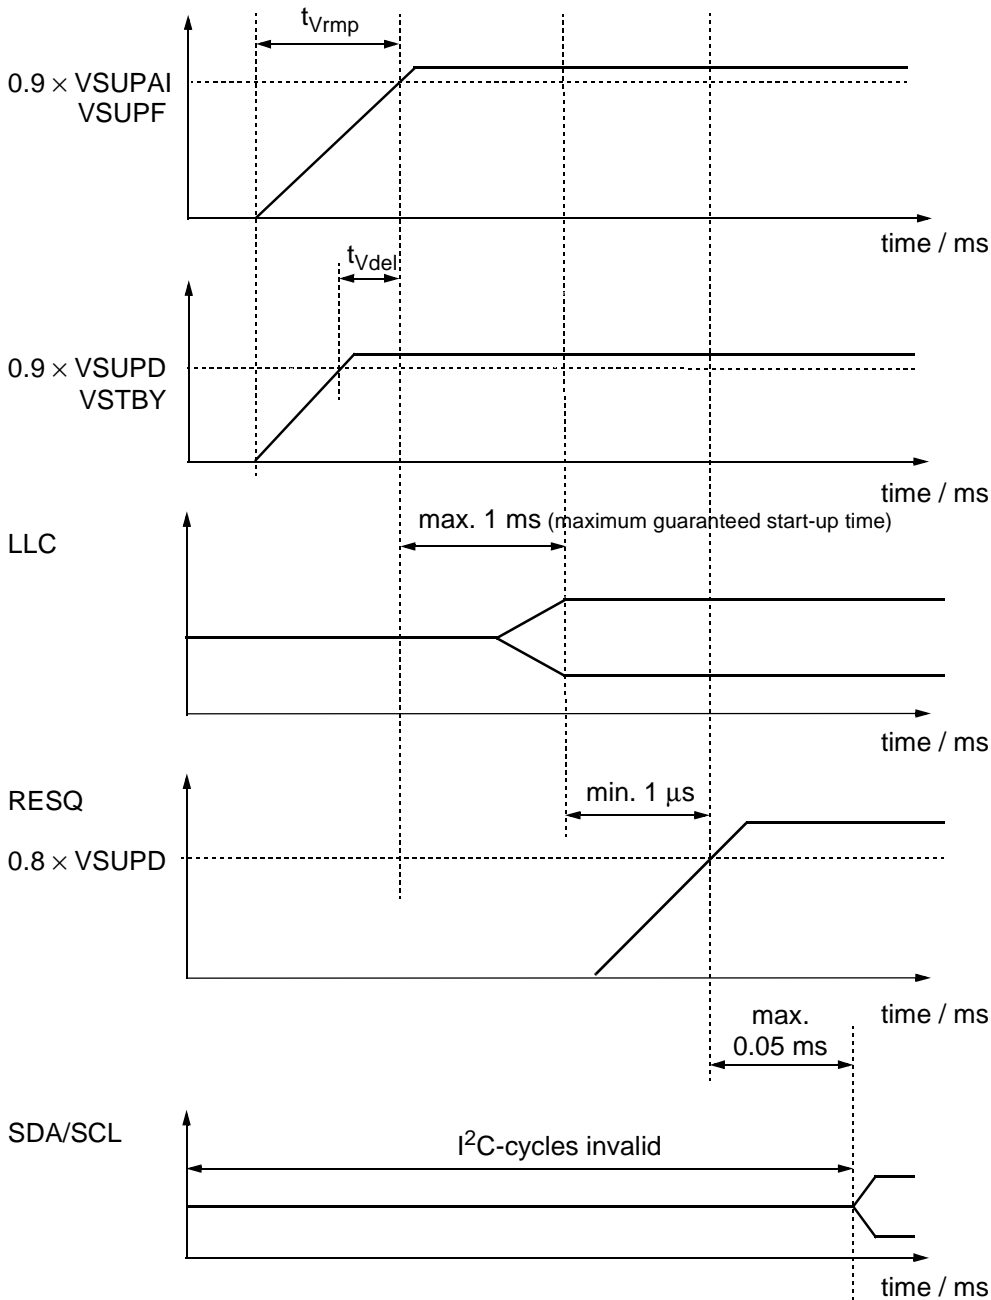 tVrmp
0.9 × VSUPAI
VSUPF
time / ms
tVdel
0.9 × VSUPD
VSTBY
time / ms
max. 1 ms (maximum guaranteed start-up time)
LLC
time / ms
RESQ
min. 1 μs
0.8 × VSUPD
time / ms
max.
0.05 ms
SDA/SCL
I²C-cycles invalid
time / ms